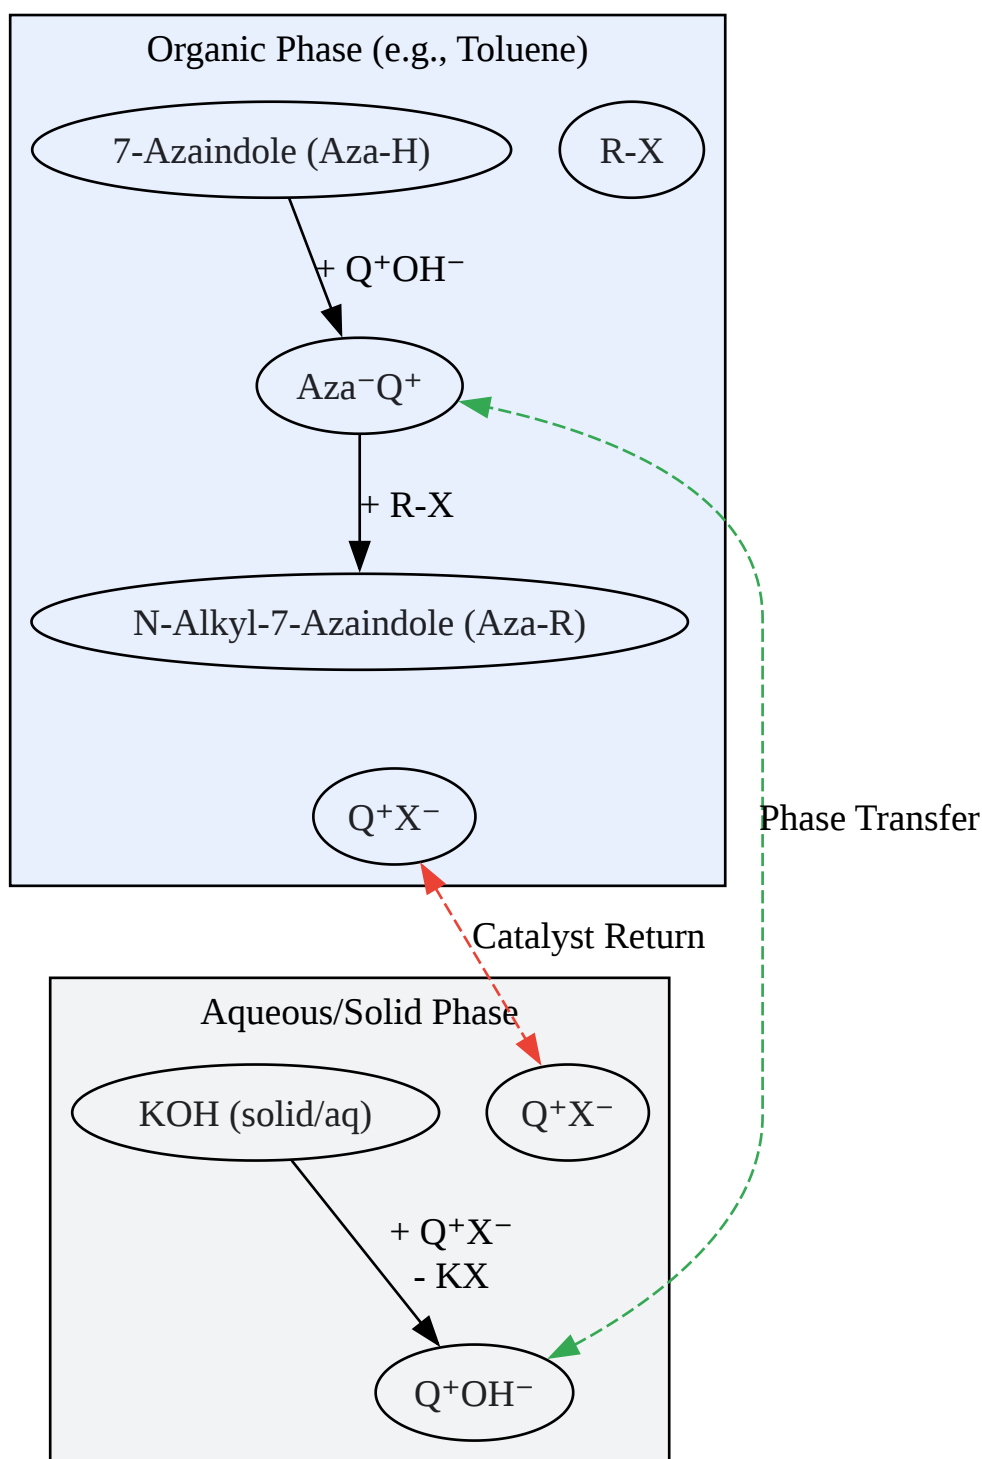 Organic Phase (e.g., Toluene)
7-Azaindole (Aza-H)
R-X
+ Q⁺OH⁻
Aza⁻Q⁺
+ R-X
N-Alkyl-7-Azaindole (Aza-R)
Q⁺X⁻
Phase Transfer
Catalyst Return
Aqueous/Solid Phase
KOH (solid/aq)
Q⁺X⁻
+ Q⁺X⁻
- KX
Q⁺OH⁻